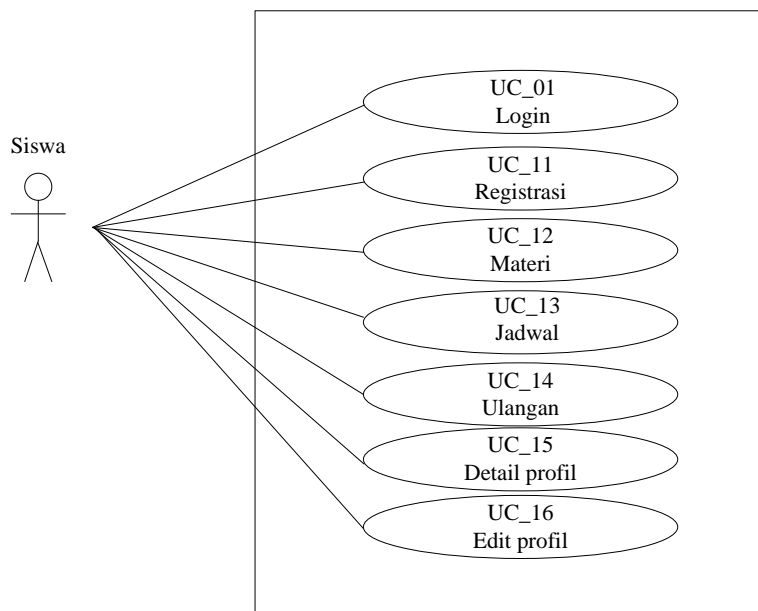 Siswa
UC_01
Login
UC_11
Registrasi
UC_12
Materi
UC_13
Jadwal
UC_14
Ulangan
UC_15
Detail profil
UC_16
Edit profil